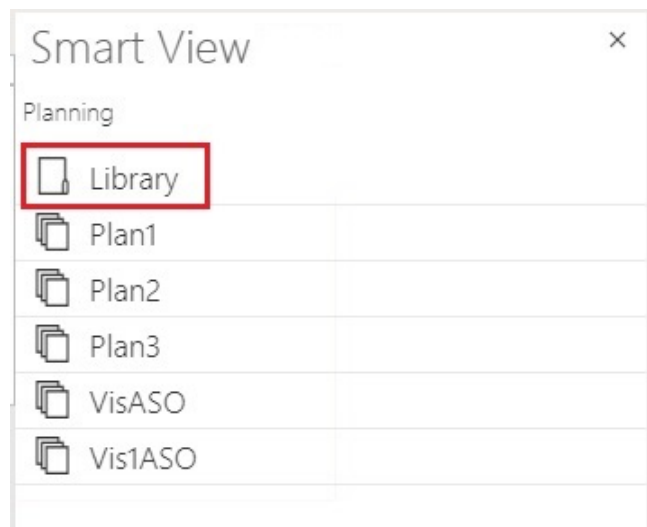 Smart View
Planning
Library
Plan1
Plan2
Plan3
VisASO
Vis1ASO